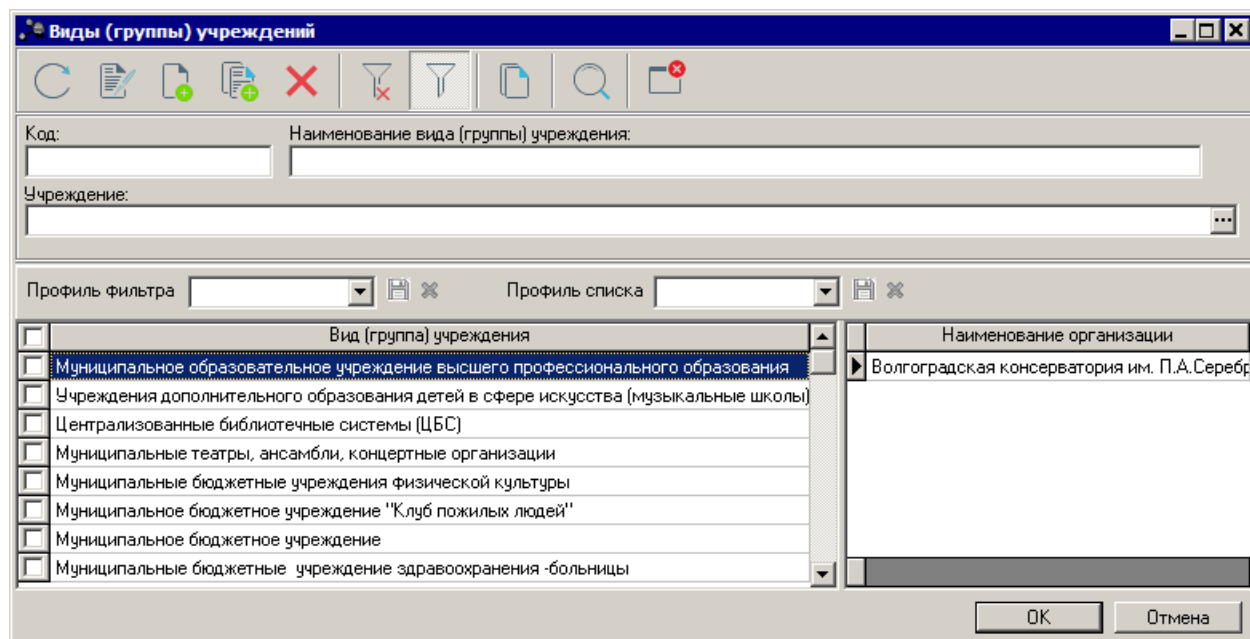 Виды (группы) учреждений
Код:
Наименование вида (группы) учреждения:
Учреждение:
Профиль фильтра
Профиль списка
Вид (группа) учреждения
Наименование организации
Муниципальное образовательное учреждение высшего профессионального образования
Волгоградская консерватория им. П.А.Серебр
Учреждения дополнительного образования детей в сфере искусства (музыкальные школы)
Централизованные библиотечные системы (ЦБС)
Муниципальные театры, ансамбли, концертные организации
Муниципальные бюджетные учреждения физической культуры
Муниципальное бюджетное учреждение "Клуб пожилых людей"
Муниципальное бюджетное учреждение
Муниципальные бюджетные учреждение здравоохранения -больницы
OK
Отмена